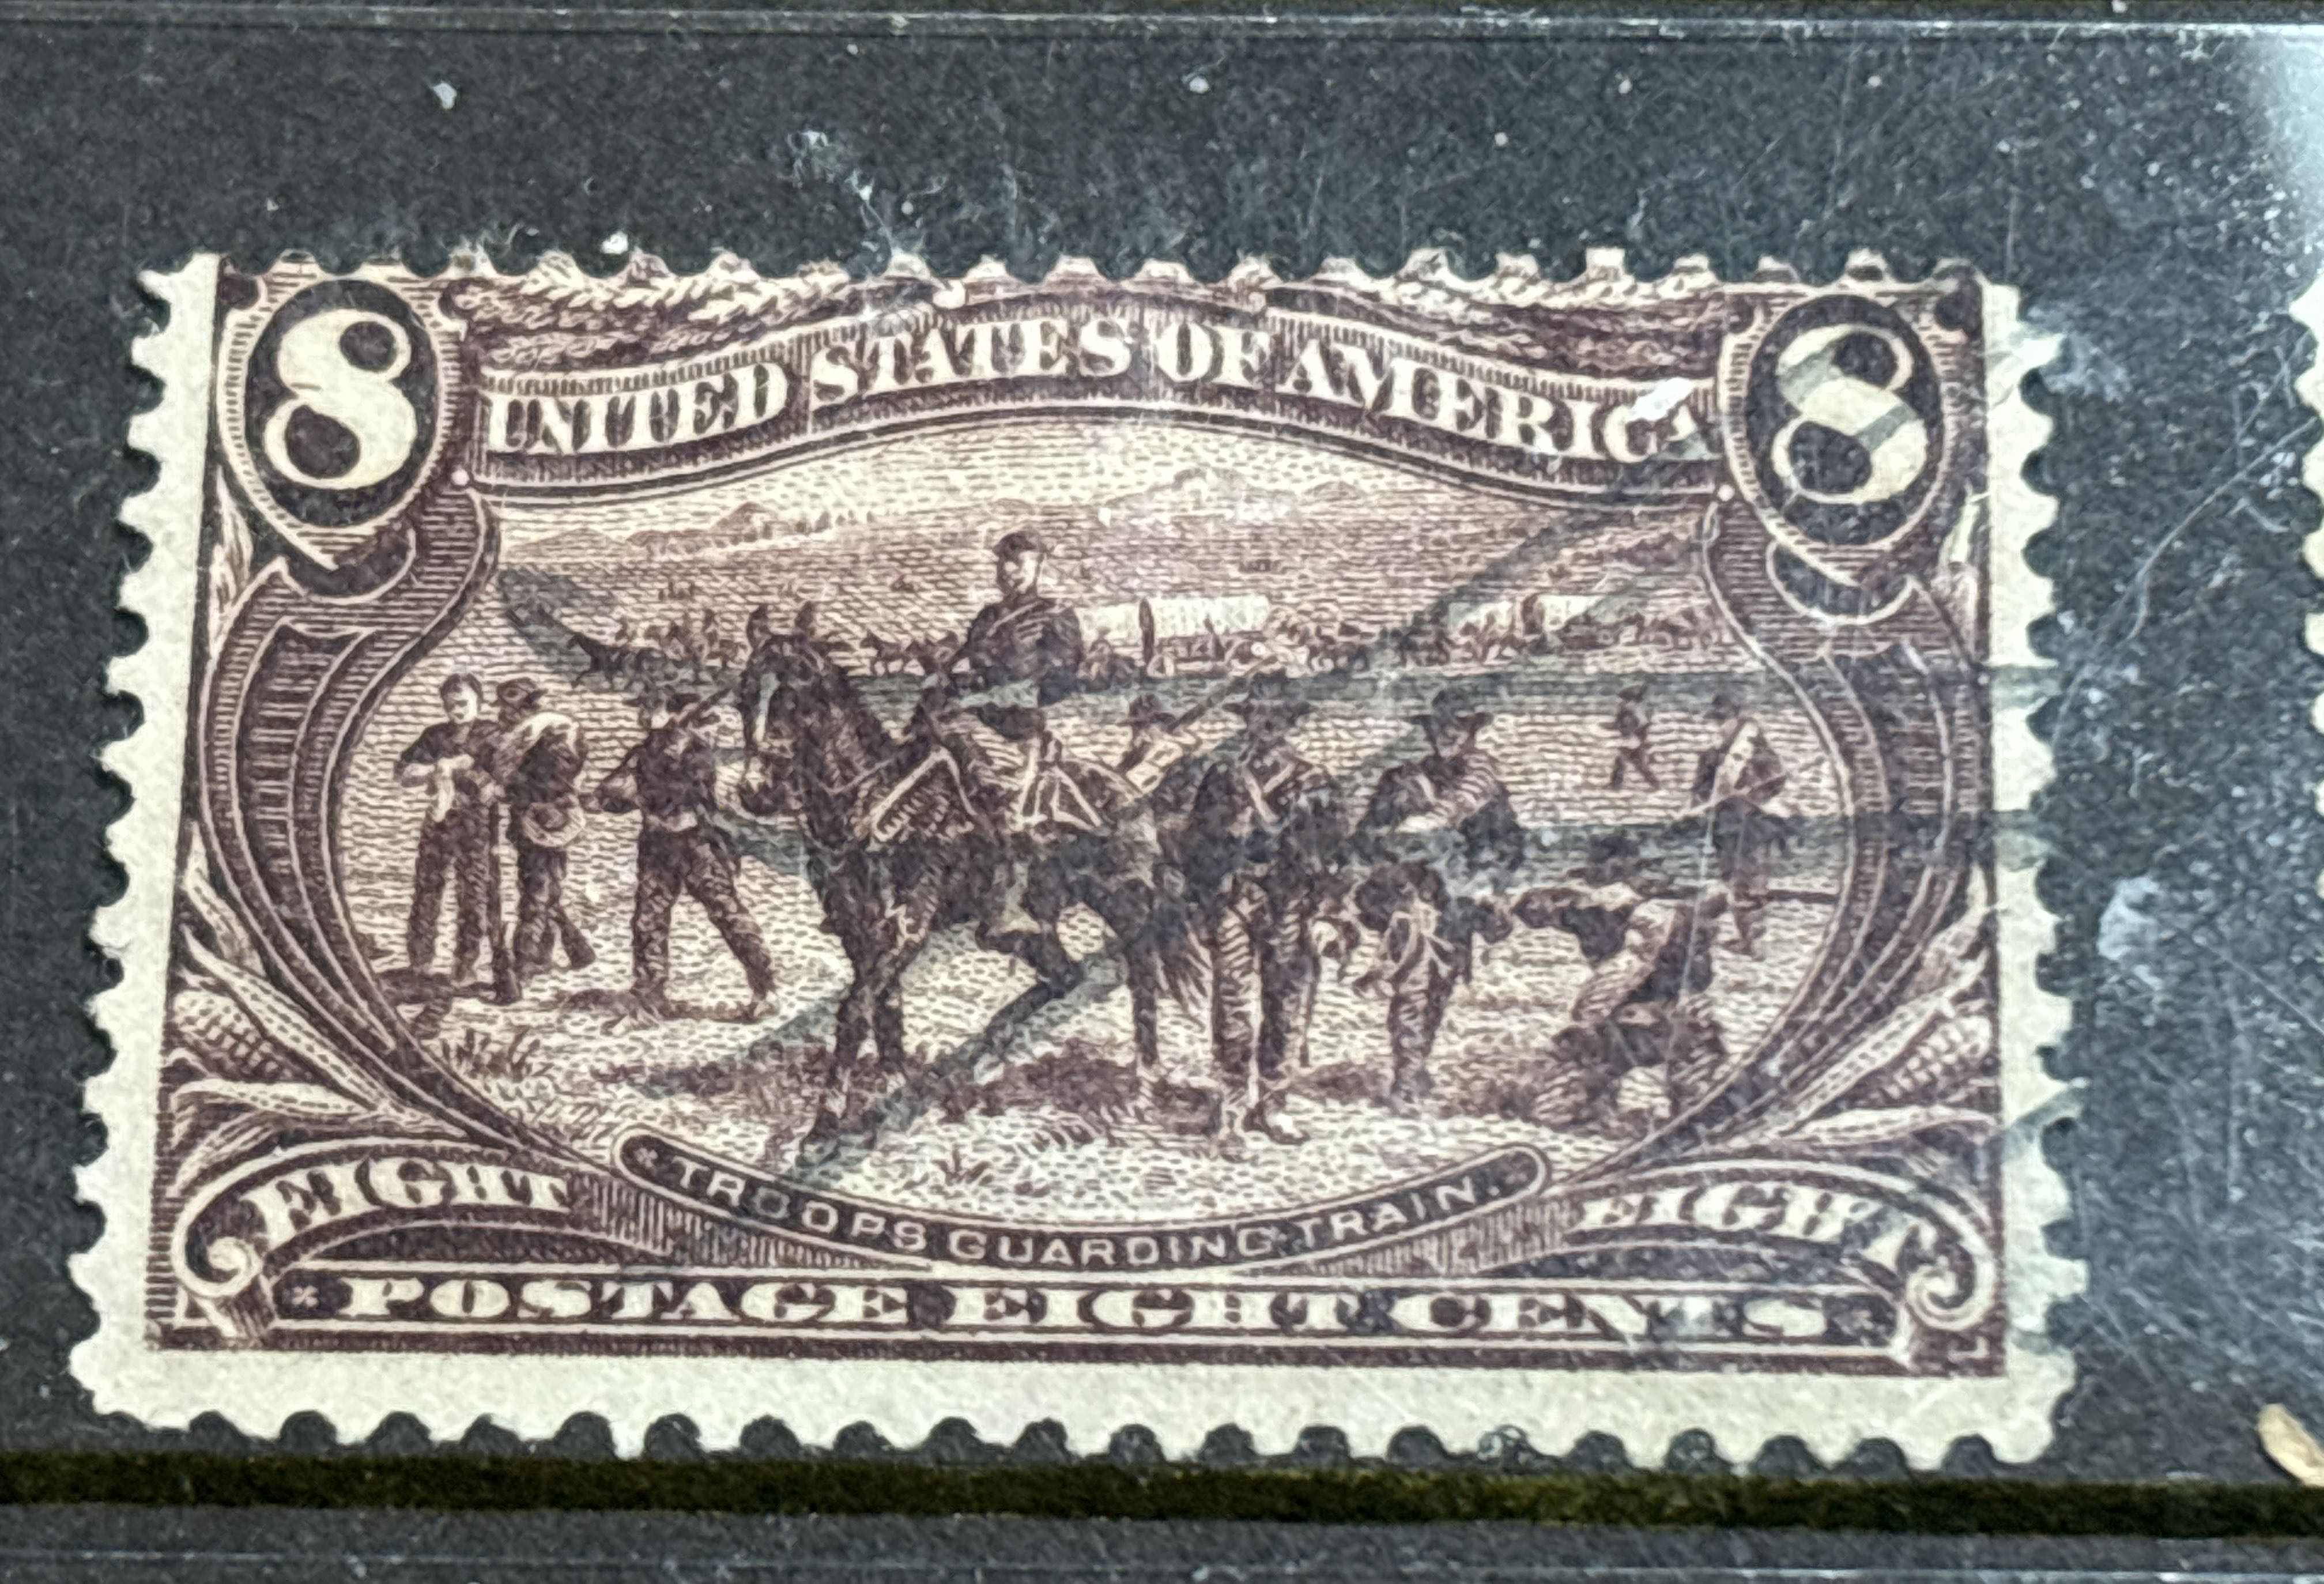 8 8
UNITED STATES OF AMERICA
EIGHT EIGHT
TROOPS GUARDING TRAIN.
POSTAGE EIGHT CENTS